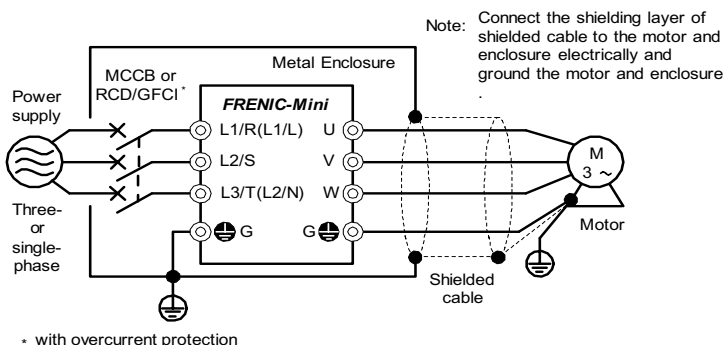 Note: Connect the shielding layer of
shielded cable to the motor and
enclosure electrically and
ground the motor and enclosure
.
Metal Enclosure
MCCB or
RCD/GFCI *
Power
supply
FRENIC-Mini
L1/R(L1/L) U
L2/S V
L3/T(L2/N) W
G G
M
3 ~
Motor
Three-
or
single-
phase
Shielded
cable
* with overcurrent protection